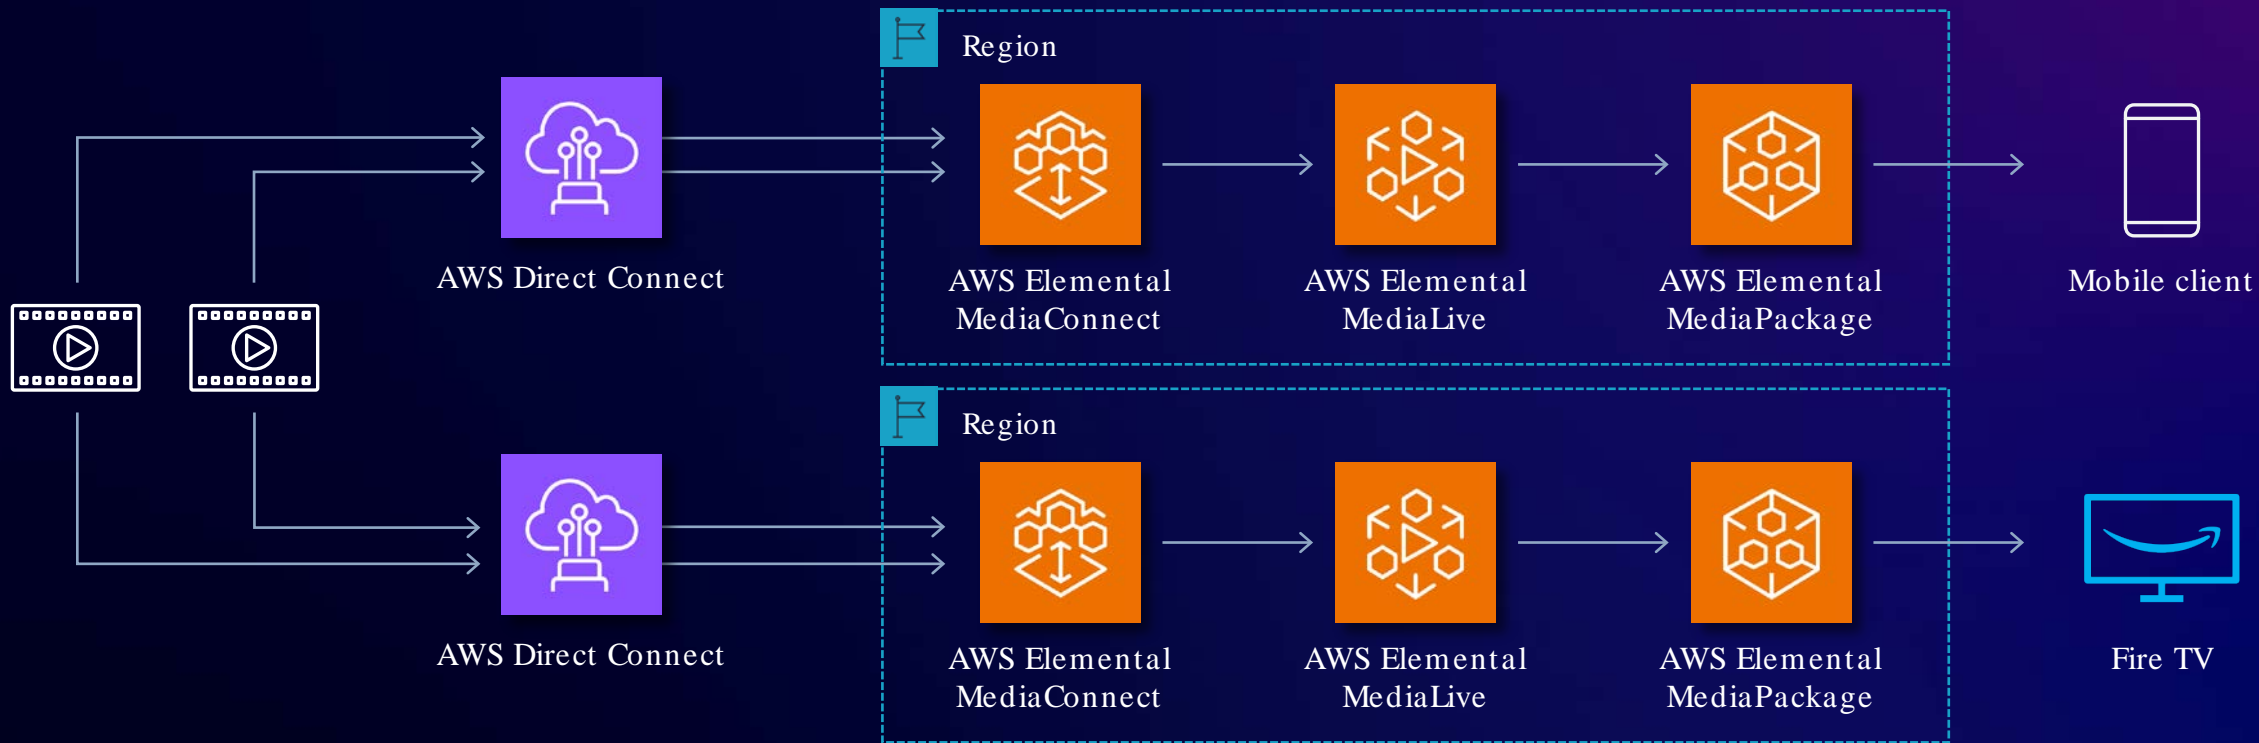 Region
AWS Direct Connect
AWS Elemental
MediaConnect
AWS Elemental
MediaLive
AWS Elemental
MediaPackage
Mobile client
Region
AWS Direct Connect
AWS Elemental
MediaConnect
AWS Elemental
MediaLive
AWS Elemental
MediaPackage
Fire TV